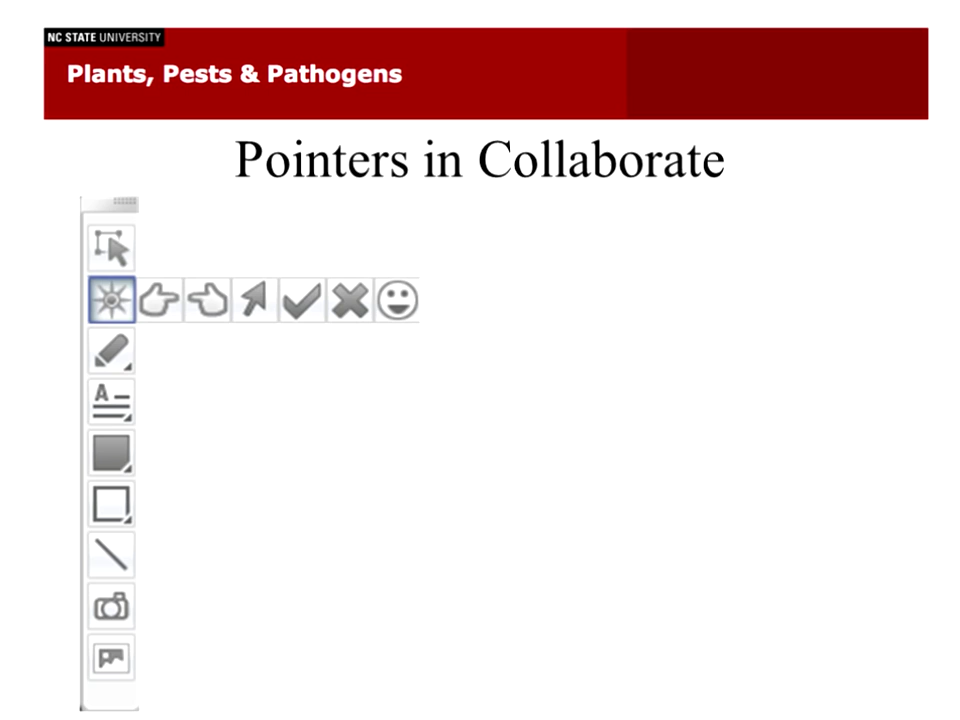 NC STATE UNIVERSITY
Plants, Pests & Pathogens
Pointers in Collaborate
A